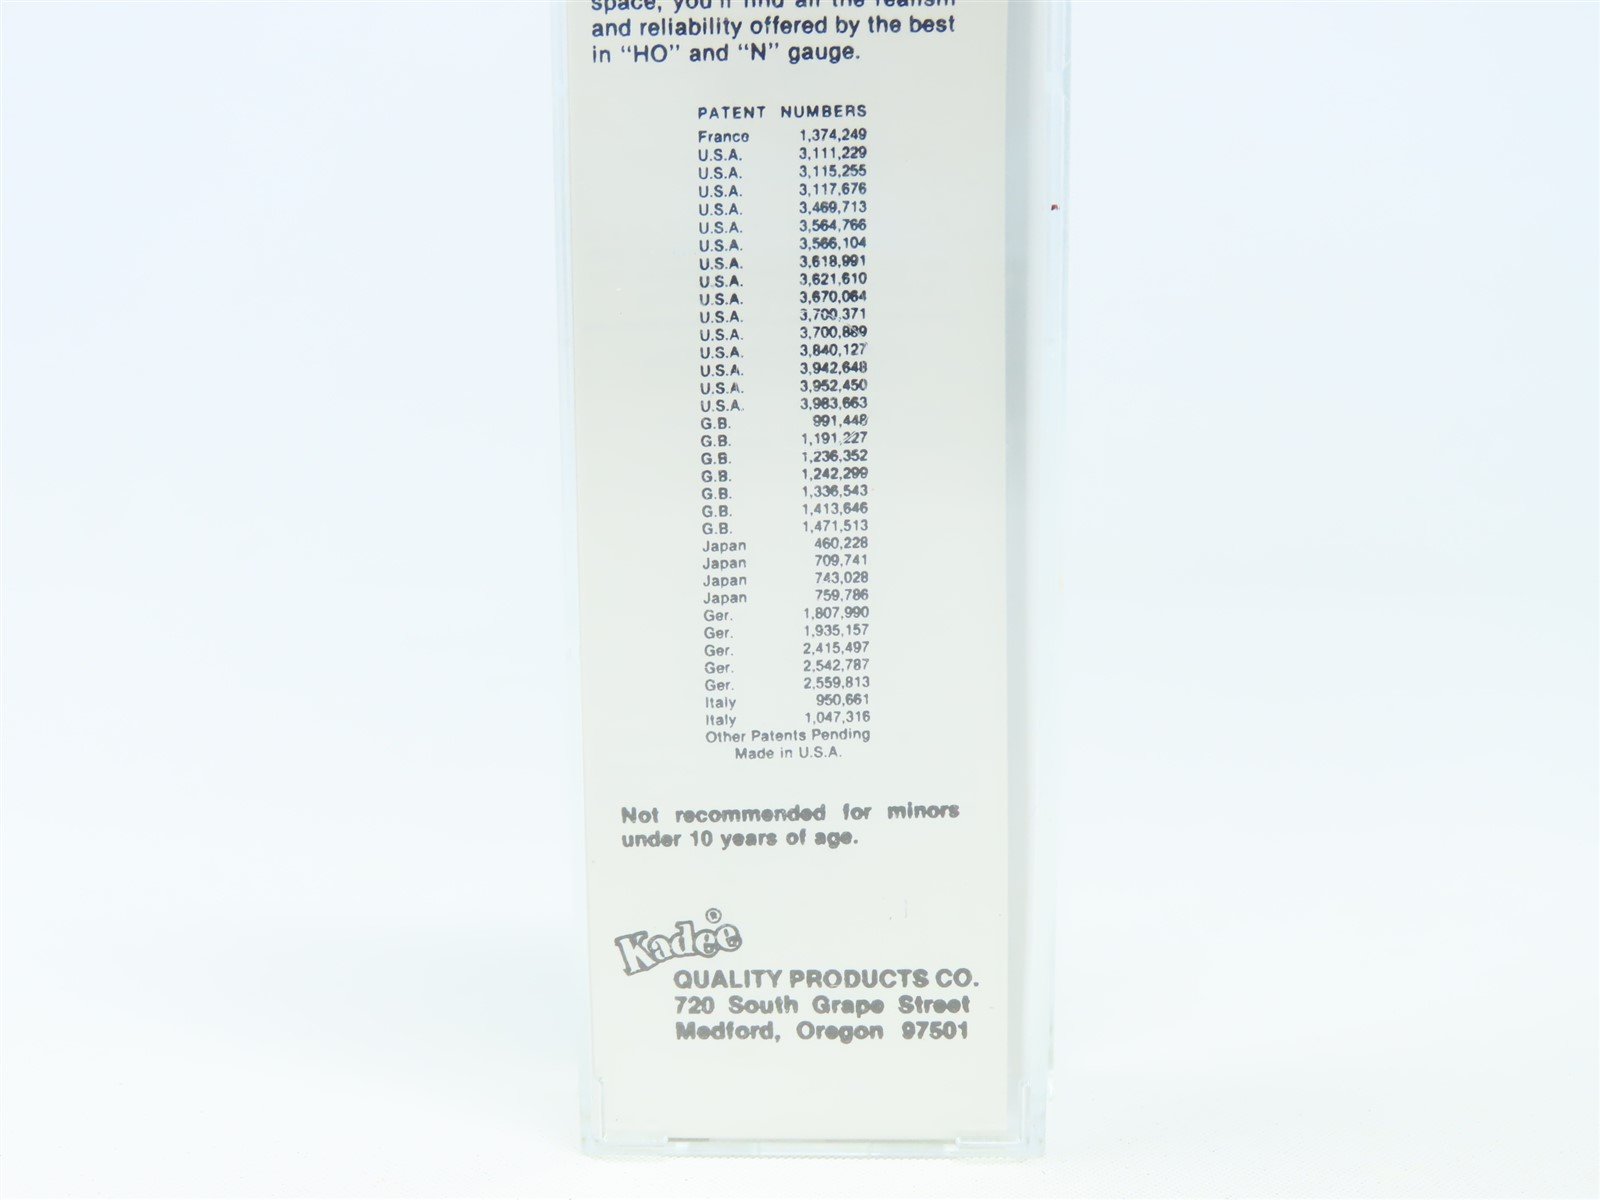 space, you'll find all the realism
and reliability offered by the best
in “HO” and “N” gauge.
PATENT NUMBERS
France 1,374,249
U.S.A. 3,111,229
U.S.A. 3,115,255
U.S.A. 3,117,676
U.S.A. 3,469,713
U.S.A. 3,564,766
U.S.A. 3,566,104
U.S.A. 3,618,991
U.S.A. 3,621,610
U.S.A. 3,670,064
U.S.A. 3,700,371
U.S.A. 3,700,889
U.S.A. 3,840,127
U.S.A. 3,942,648
U.S.A. 3,952,450
U.S.A. 3,983,663
G.B. 991,448
G.B. 1,191,227
G.B. 1,236,352
G.B. 1,242,299
G.B. 1,336,543
G.B. 1,413,646
G.B. 1,471,513
Japan 460,228
Japan 709,741
Japan 743,028
Japan 759,786
Ger. 1,807,990
Ger. 1,935,157
Ger. 2,415,497
Ger. 2,542,787
Ger. 2,559,813
Italy 950,661
Italy 1,047,316
Other Patents Pending
Made in U.S.A.
Not recommended for minors
under 10 years of age.
Kadee®
QUALITY PRODUCTS CO.
720 South Grape Street
Medford, Oregon 97501